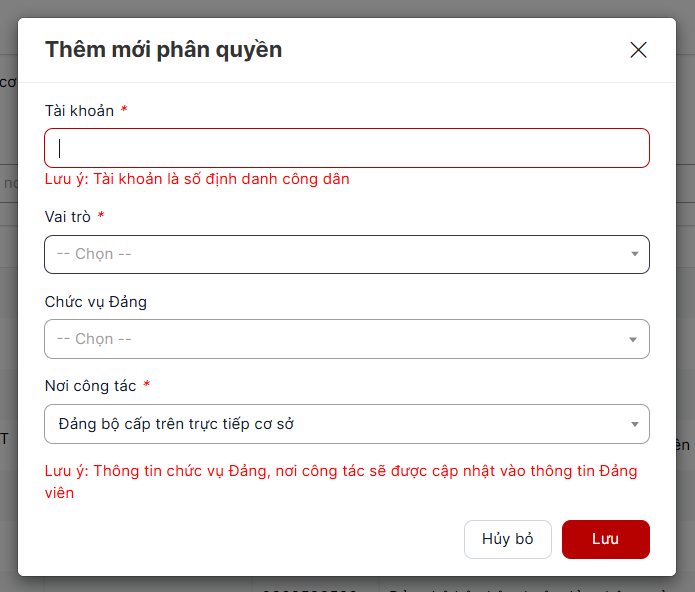 Thêm mới phân quyền
cơ
Tài khoản *
Lưu ý: Tài khoản là số định danh công dân
Vai trò *
-- Chọn --
Chức vụ Đảng
-- Chọn --
Nơi công tác *
Đảng bộ cấp trên trực tiếp cơ sở
T
Lưu ý: Thông tin chức vụ Đảng, nơi công tác sẽ được cập nhật vào thông tin Đảng
viên
Hủy bỏ
Lưu